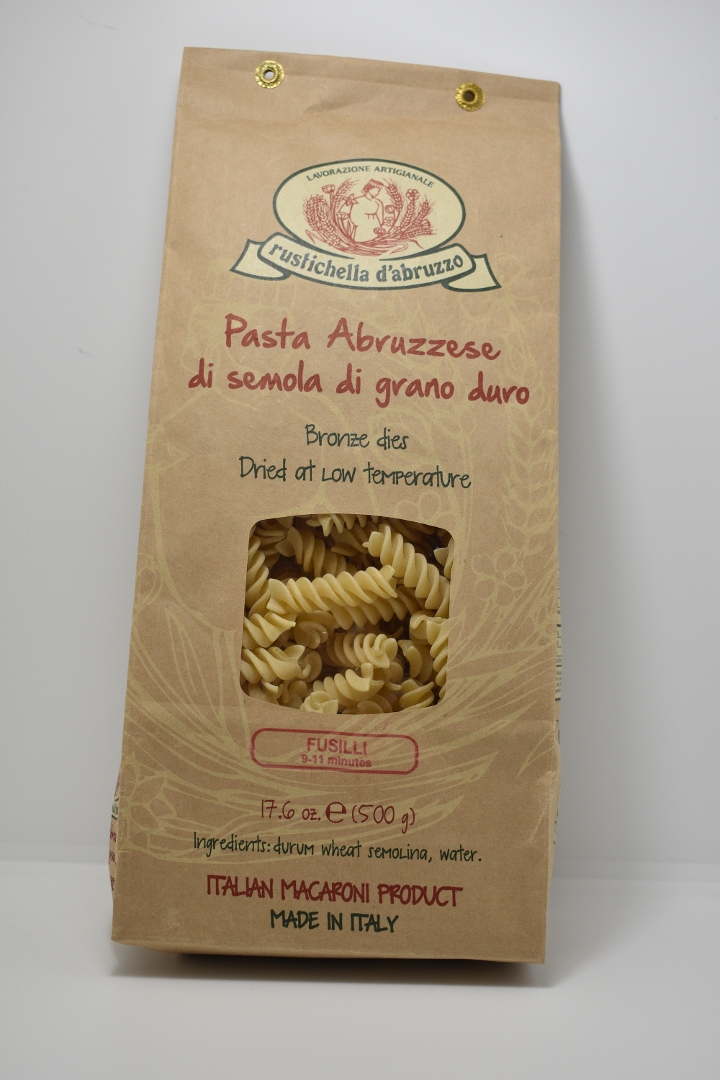 LAVORAZIONE ARTIGIANALE
rustichella d'abruzzo
Pasta Abruzzese
di semola di grano duro
Bronze dies
Dried at low temperature
FUSILLI
9-11 minutes
17.6 oz. ℮ (500 g)
Ingredients: durum wheat semolina, water.
ITALIAN MACARONI PRODUCT
MADE IN ITALY